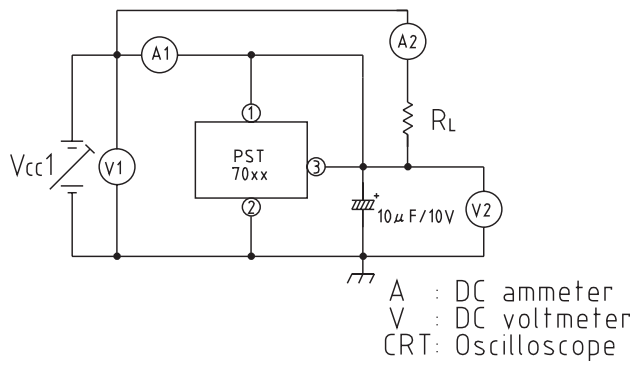 A1
A2
1
RL
Vcc1
V1
PST
70xx
3
+
10μF/10V
V2
2
A : DC ammeter
V : DC voltmeter
CRT: Oscilloscope